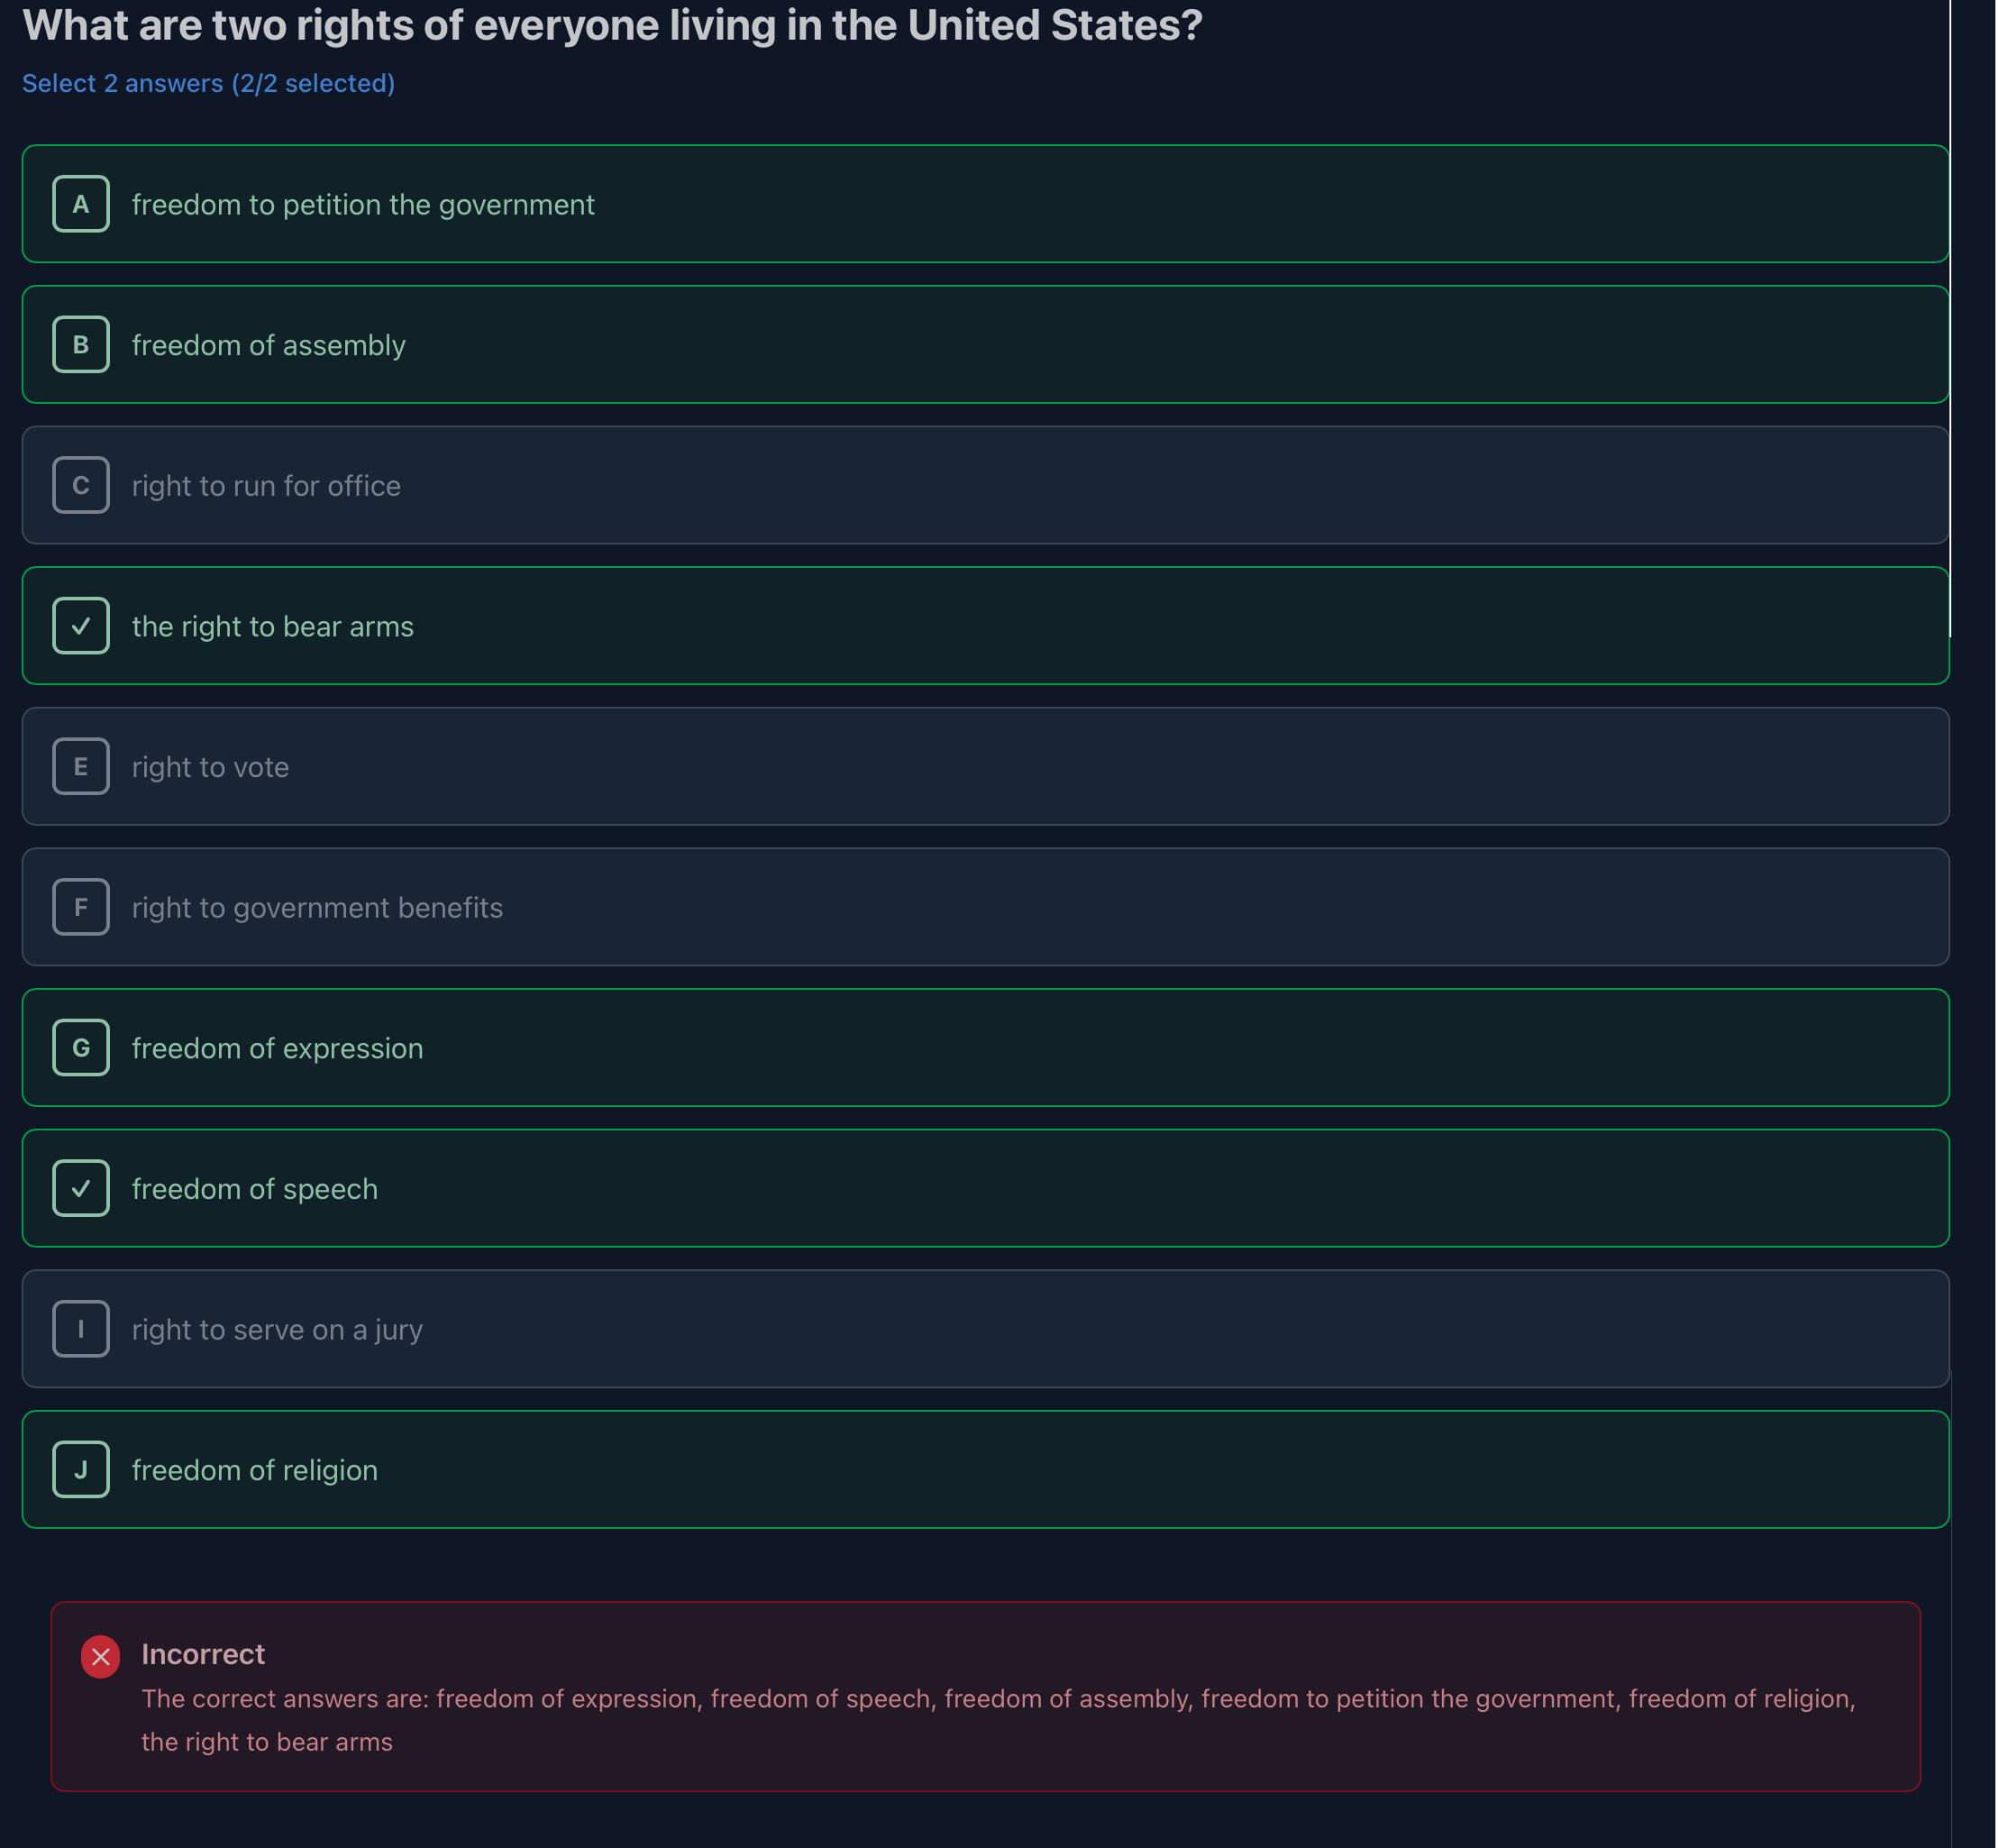 What are two rights of everyone living in the United States?
Select 2 answers (2/2 selected)
A freedom to petition the government
B freedom of assembly
C right to run for office
the right to bear arms
E right to vote
F right to government benefits
G freedom of expression
freedom of speech
I right to serve on a jury
J freedom of religion
Incorrect
The correct answers are: freedom of expression, freedom of speech, freedom of assembly, freedom to petition the government, freedom of religion,
the right to bear arms